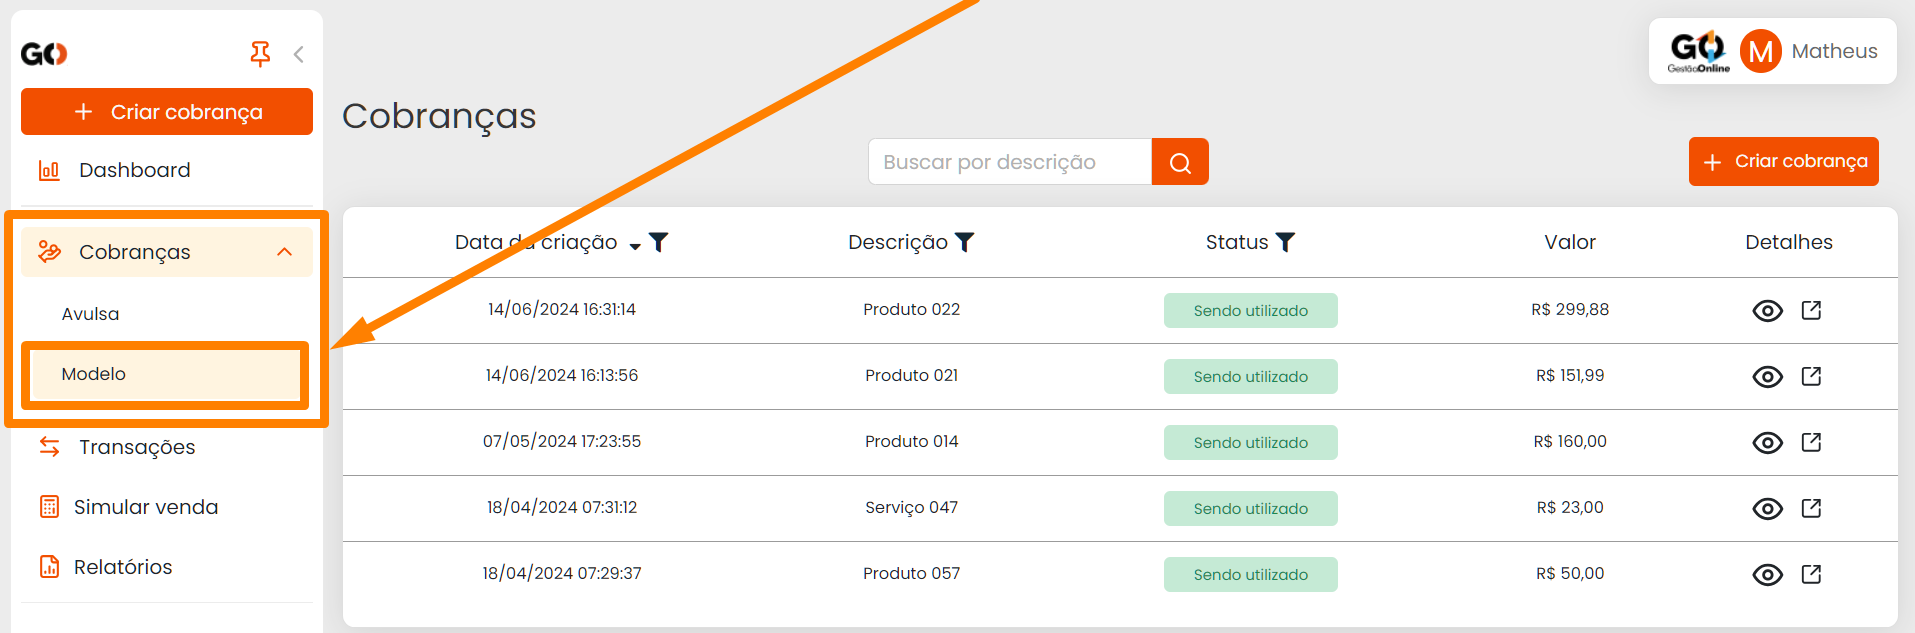 GO
Criar cobrança
Dashboard
Cobranças
Avulsa
Modelo
Transações
Simular venda
Relatórios
GO
GestãoOnline
M
Matheus
Cobranças
Buscar por descrição
Criar cobrança
Data da criação Descrição Status Valor Detalhes
14/06/2024 16:31:14 Produto 022 Sendo utilizado R$ 299,88
14/06/2024 16:13:56 Produto 021 Sendo utilizado R$ 151,99
07/05/2024 17:23:55 Produto 014 Sendo utilizado R$ 160,00
18/04/2024 07:31:12 Serviço 047 Sendo utilizado R$ 23,00
18/04/2024 07:29:37 Produto 057 Sendo utilizado R$ 50,00